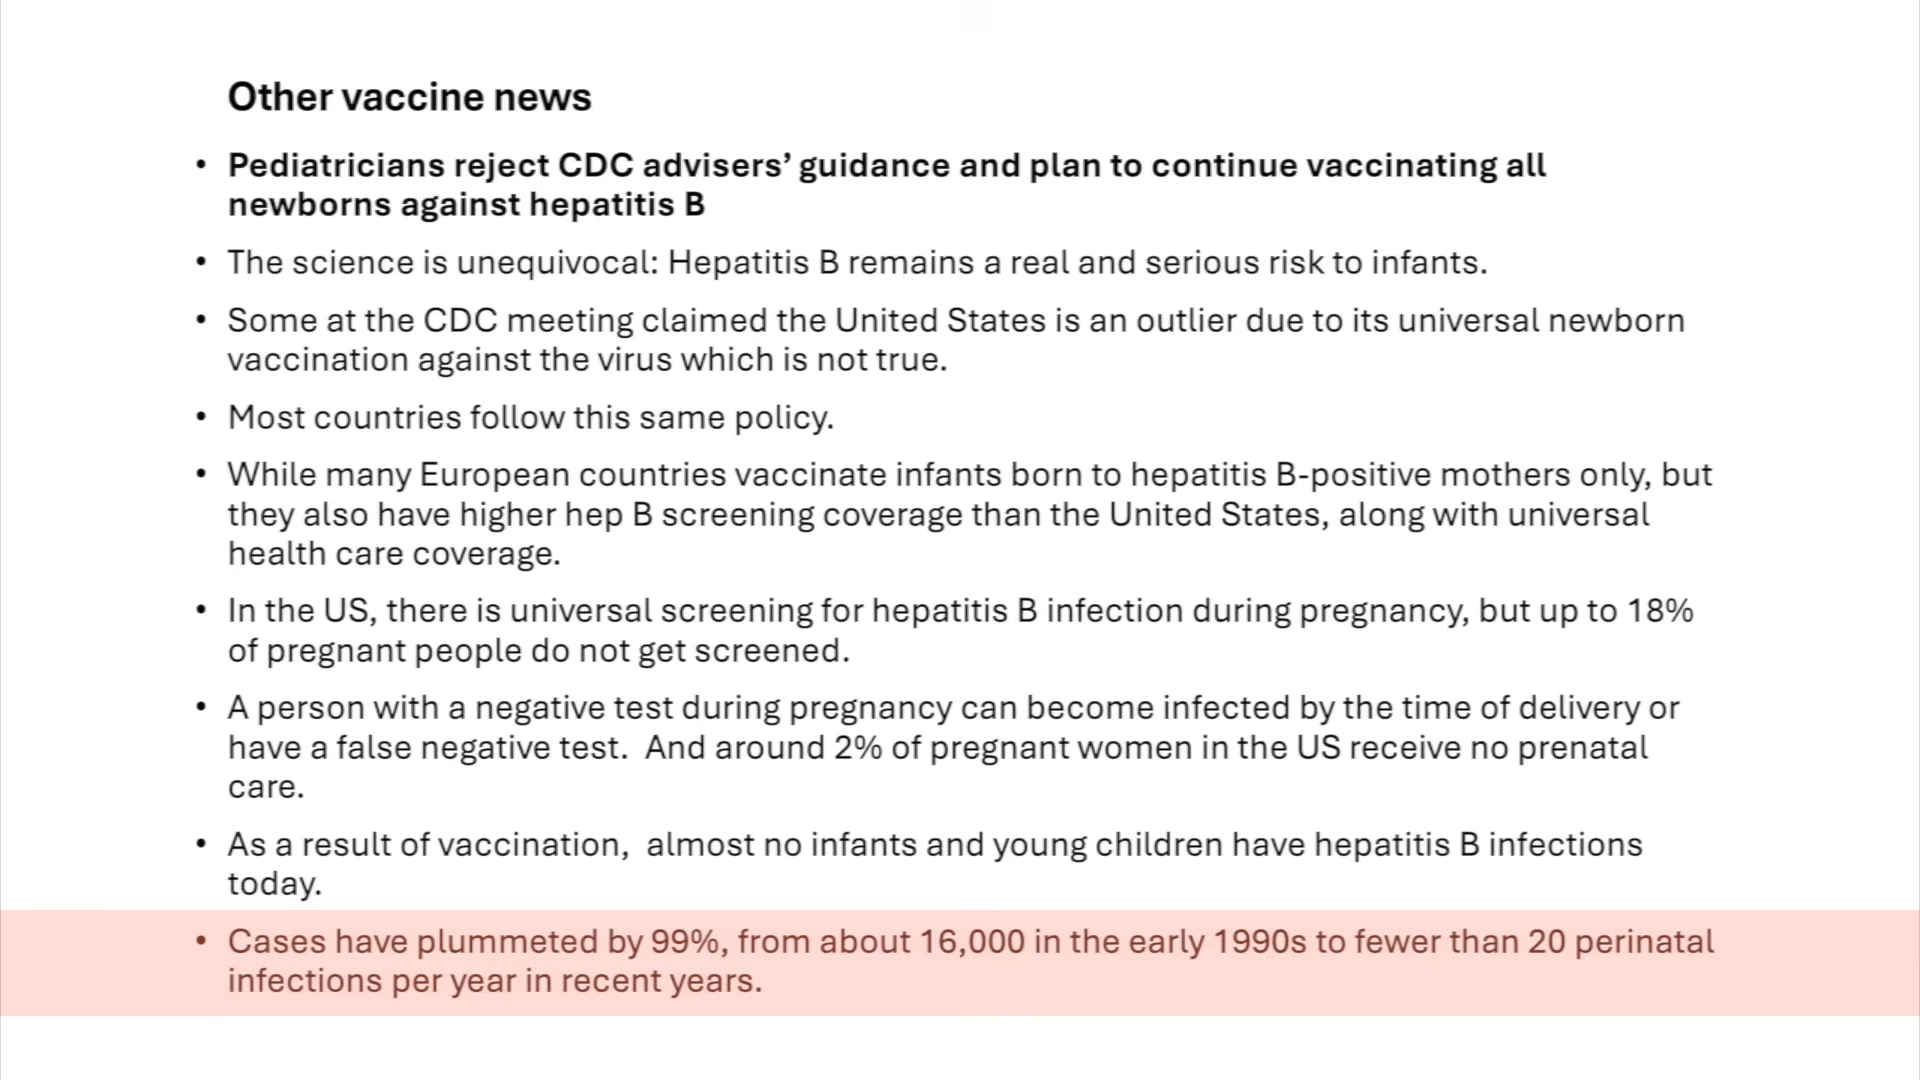 Other vaccine news
• Pediatricians reject CDC advisers’ guidance and plan to continue vaccinating all
newborns against hepatitis B
• The science is unequivocal: Hepatitis B remains a real and serious risk to infants.
• Some at the CDC meeting claimed the United States is an outlier due to its universal newborn
vaccination against the virus which is not true.
• Most countries follow this same policy.
• While many European countries vaccinate infants born to hepatitis B-positive mothers only, but
they also have higher hep B screening coverage than the United States, along with universal
health care coverage.
• In the US, there is universal screening for hepatitis B infection during pregnancy, but up to 18%
of pregnant people do not get screened.
• A person with a negative test during pregnancy can become infected by the time of delivery or
have a false negative test.  And around 2% of pregnant women in the US receive no prenatal
care.
• As a result of vaccination,  almost no infants and young children have hepatitis B infections
today.
• Cases have plummeted by 99%, from about 16,000 in the early 1990s to fewer than 20 perinatal
infections per year in recent years.